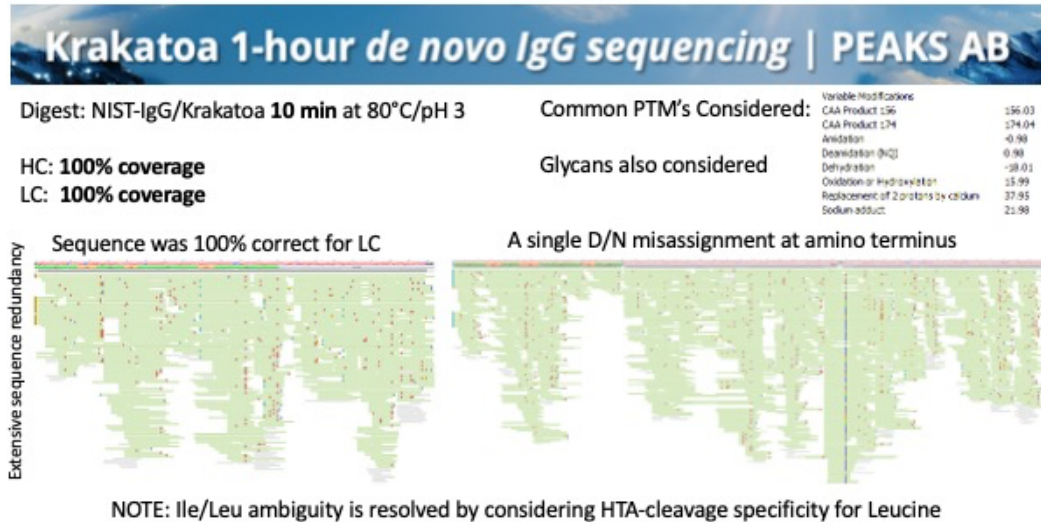 Krakatoa 1-hour de novo IgG sequencing | PEAKS AB
Digest: NIST-IgG/Krakatoa 10 min at 80°C/pH 3
HC: 100% coverage
LC: 100% coverage
Common PTM's Considered:
Glycans also considered
Variable Modifications
CAA Product 156 156.03
CAA Product 174 174.04
Amidation -0.98
Deamidation (NQ) 0.98
Dehydration -18.01
Oxidation or Hydroxylation 15.99
Replacement of 2 protons by calcium 37.95
Sodium adduct 21.98
Sequence was 100% correct for LC
A single D/N misassignment at amino terminus
Extensive sequence redundancy
NOTE: Ile/Leu ambiguity is resolved by considering HTA-cleavage specificity for Leucine